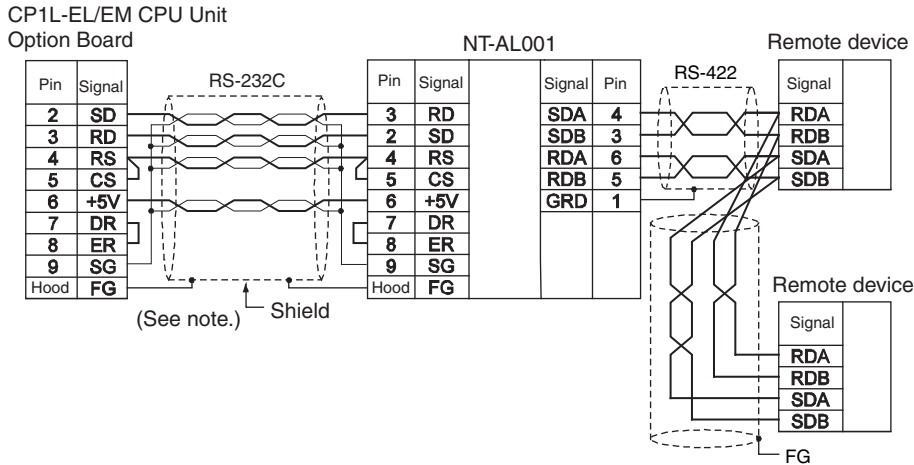 CP1L-EL/EM CPU Unit
Option Board
NT-AL001
Remote device
Pin Signal
RS-232C
Pin Signal
Signal Pin
RS-422
Signal
2 SD
3 RD
SDA 4
RDA
3 RD
2 SD
SDB 3
RDB
4 RS
4 RS
RDA 6
SDA
5 CS
5 CS
RDB 5
SDB
6 +5V
6 +5V
GRD 1
7 DR
7 DR
8 ER
8 ER
9 SG
9 SG
Hood FG
Hood FG
(See note.)
Shield
Remote device
Signal
RDA
RDB
SDA
SDB
FG